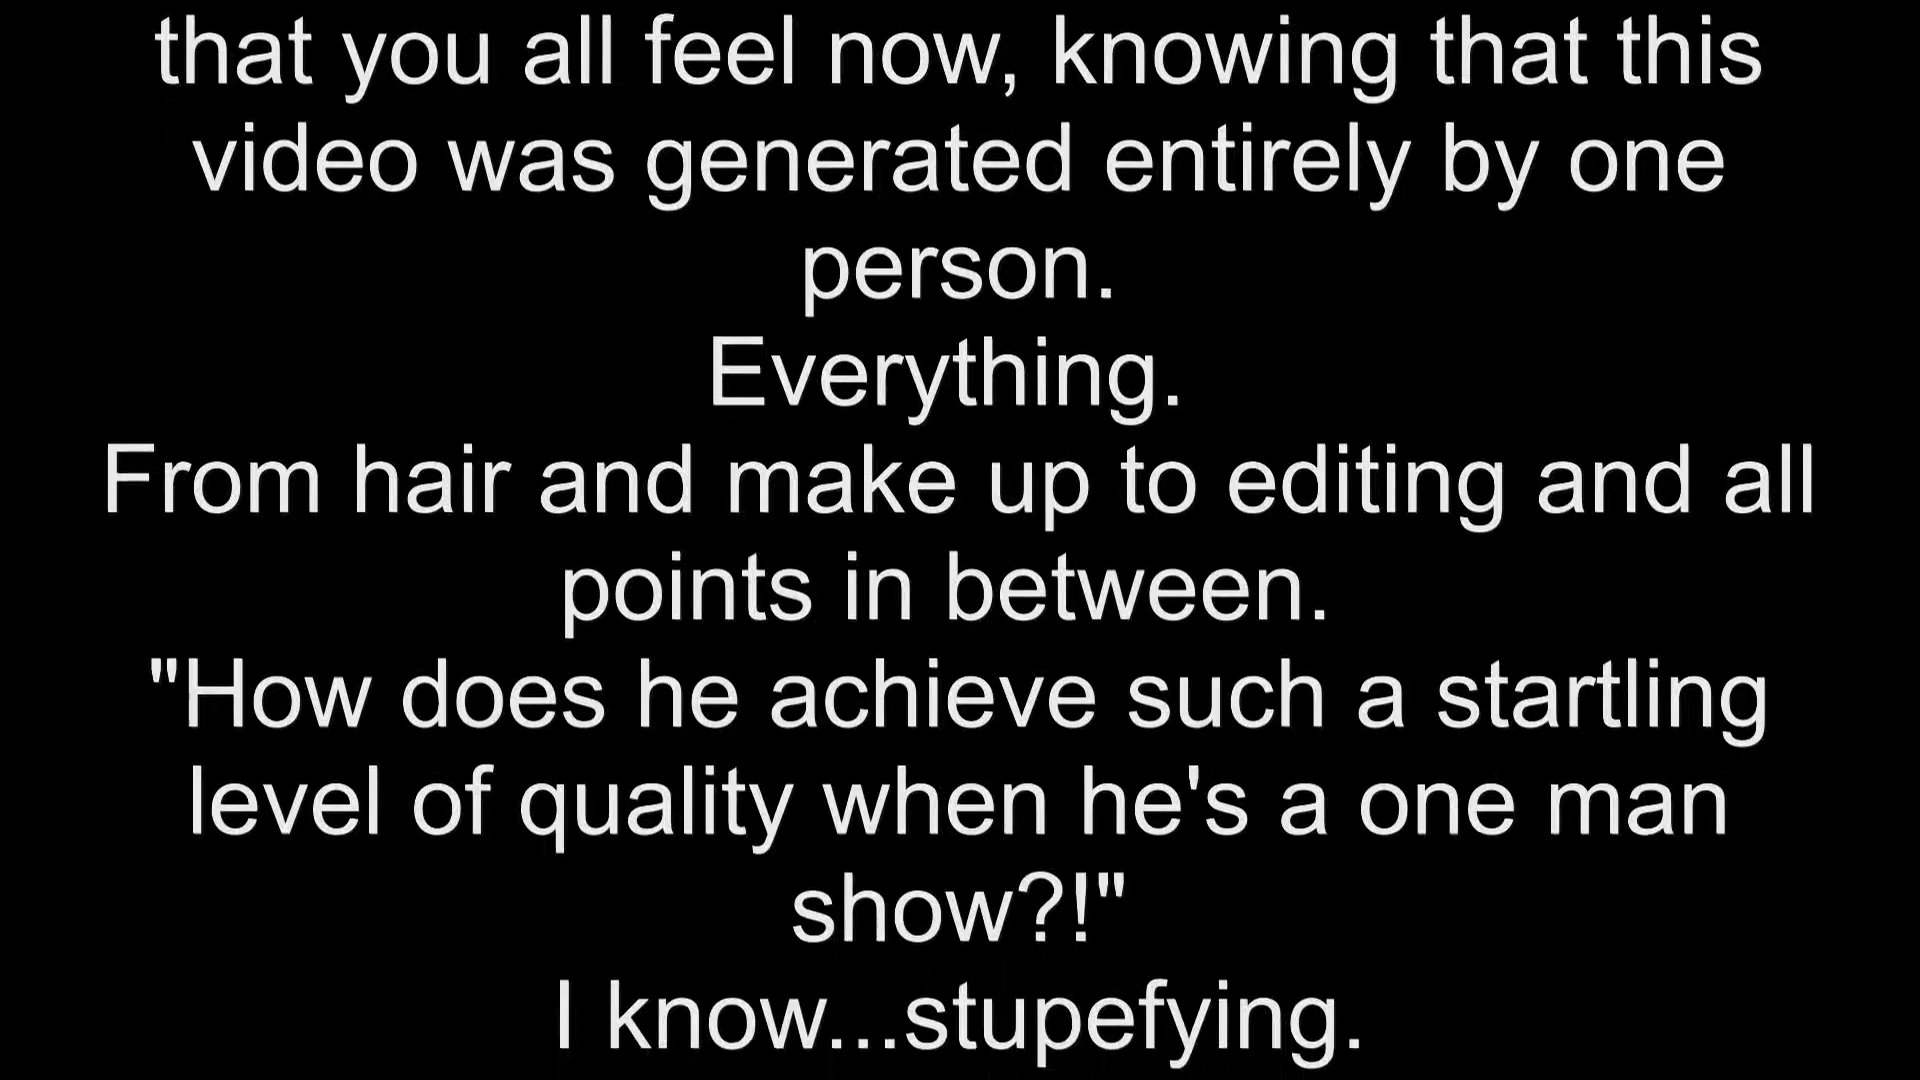 that you all feel now, knowing that this
video was generated entirely by one
person.
Everything.
From hair and make up to editing and all
points in between.
"How does he achieve such a startling
level of quality when he's a one man
show?!"
I know...stupefying.